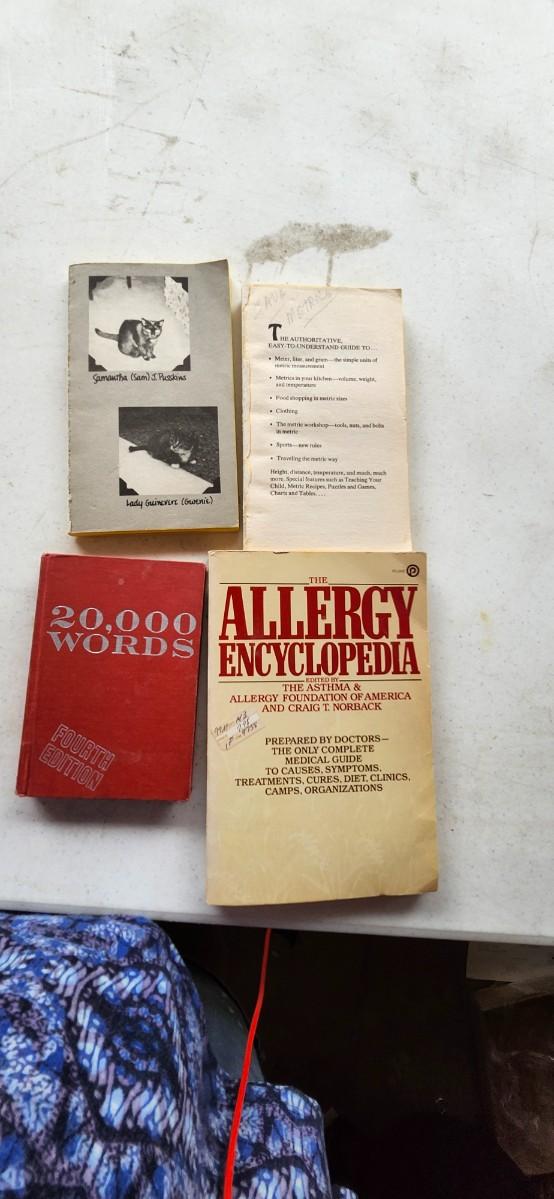 Samantha (Sam) J. Pusskins
Lady Guinevere (Gwenie)
SAVE
METRICS
THE AUTHORITATIVE,
EASY-TO-UNDERSTAND GUIDE TO . . .
• Meter, liter, and gram—the simple units of
metric measurement
• Metrics in your kitchen—volume, weight,
and temperature
• Food shopping in metric sizes
• Clothing
• The metric workshop—tools, nuts, and bolts
in metric
• Sports—new rules
• Traveling the metric way
Height, distance, temperature, and much, much
more. Special features such as Teaching Your
Child, Metric Recipes, Puzzles and Games,
Charts and Tables. . . .
20,000
WORDS
FOURTH
EDITION
PLUME
THE
ALLERGY
ENCYCLOPEDIA
EDITED BY
THE ASTHMA &
ALLERGY FOUNDATION OF AMERICA
AND CRAIG T. NORBACK
PREPARED BY DOCTORS—
THE ONLY COMPLETE
MEDICAL GUIDE
TO CAUSES, SYMPTOMS,
TREATMENTS, CURES, DIET, CLINICS,
CAMPS, ORGANIZATIONS